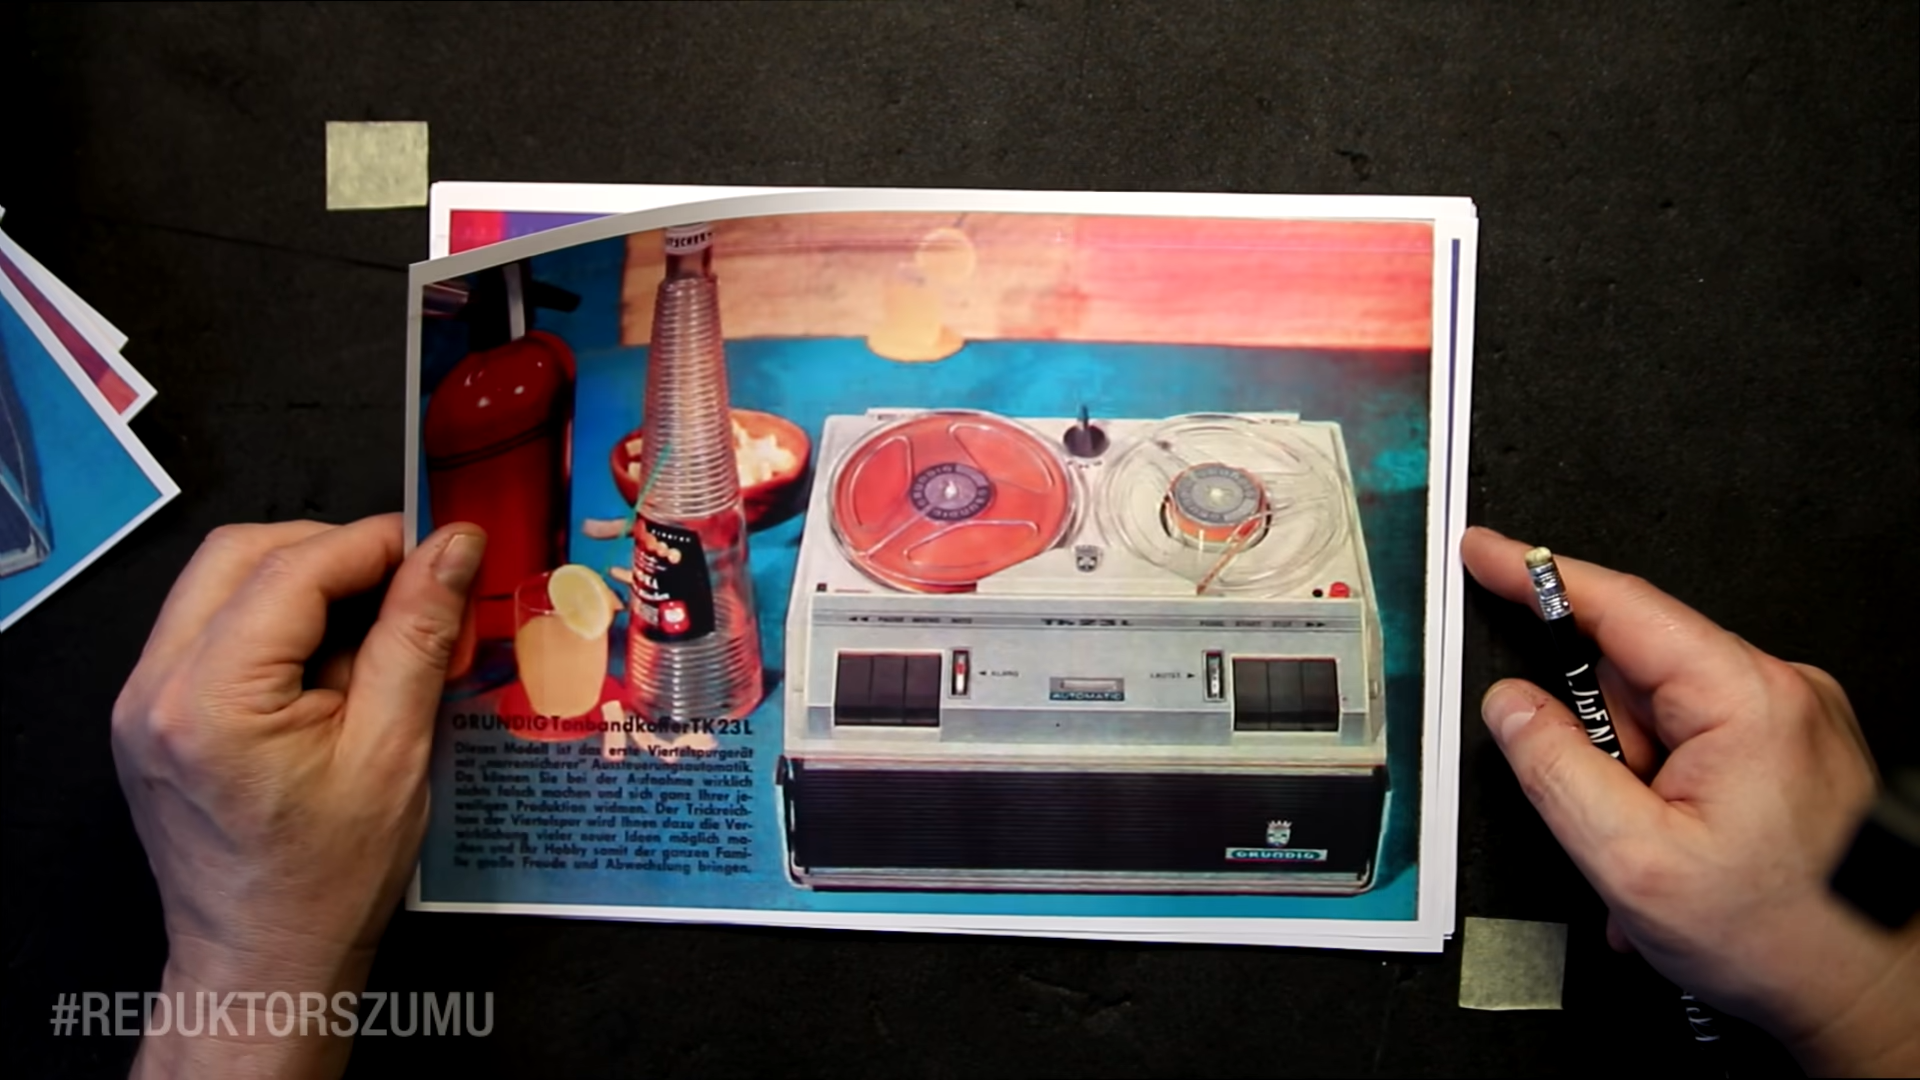 GRUNDIG Tonbandkoffer TK 23 L
Dieses Modell ist das erste Viertelspurgerät
mit „narrensicherer" Aussteuerungsautomatik.
Da können Sie bei der Aufnahme wirklich
nichts falsch machen und sich ganz Ihrer je-
weiligen Produktion widmen. Der Trickreich-
tum der Viertelspur wird Ihnen dazu die Ver-
wirklichung vieler neuer Ideen möglich ma-
chen und Ihr Hobby somit der ganzen Fami-
lie große Freude und Abwechslung bringen.
GRUNDIG
GRUNDIG
TK 23 L
KLANG
AUTOMATIC
LAUTST.
GRUNDIG
#REDUKTORSZUMU